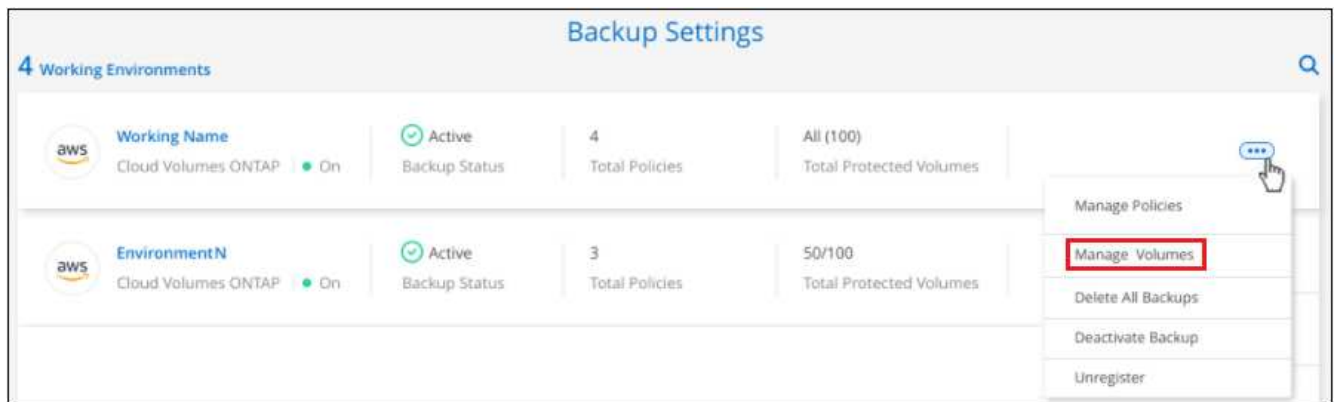 Backup Settings
4 Working Environments
aws
Working Name
Cloud Volumes ONTAP
On
Active
Backup Status
4
Total Policies
All (100)
Total Protected Volumes
Manage Policies
Manage Volumes
Delete All Backups
Deactivate Backup
Unregister
aws
EnvironmentN
Cloud Volumes ONTAP
On
Active
Backup Status
3
Total Policies
50/100
Total Protected Volumes